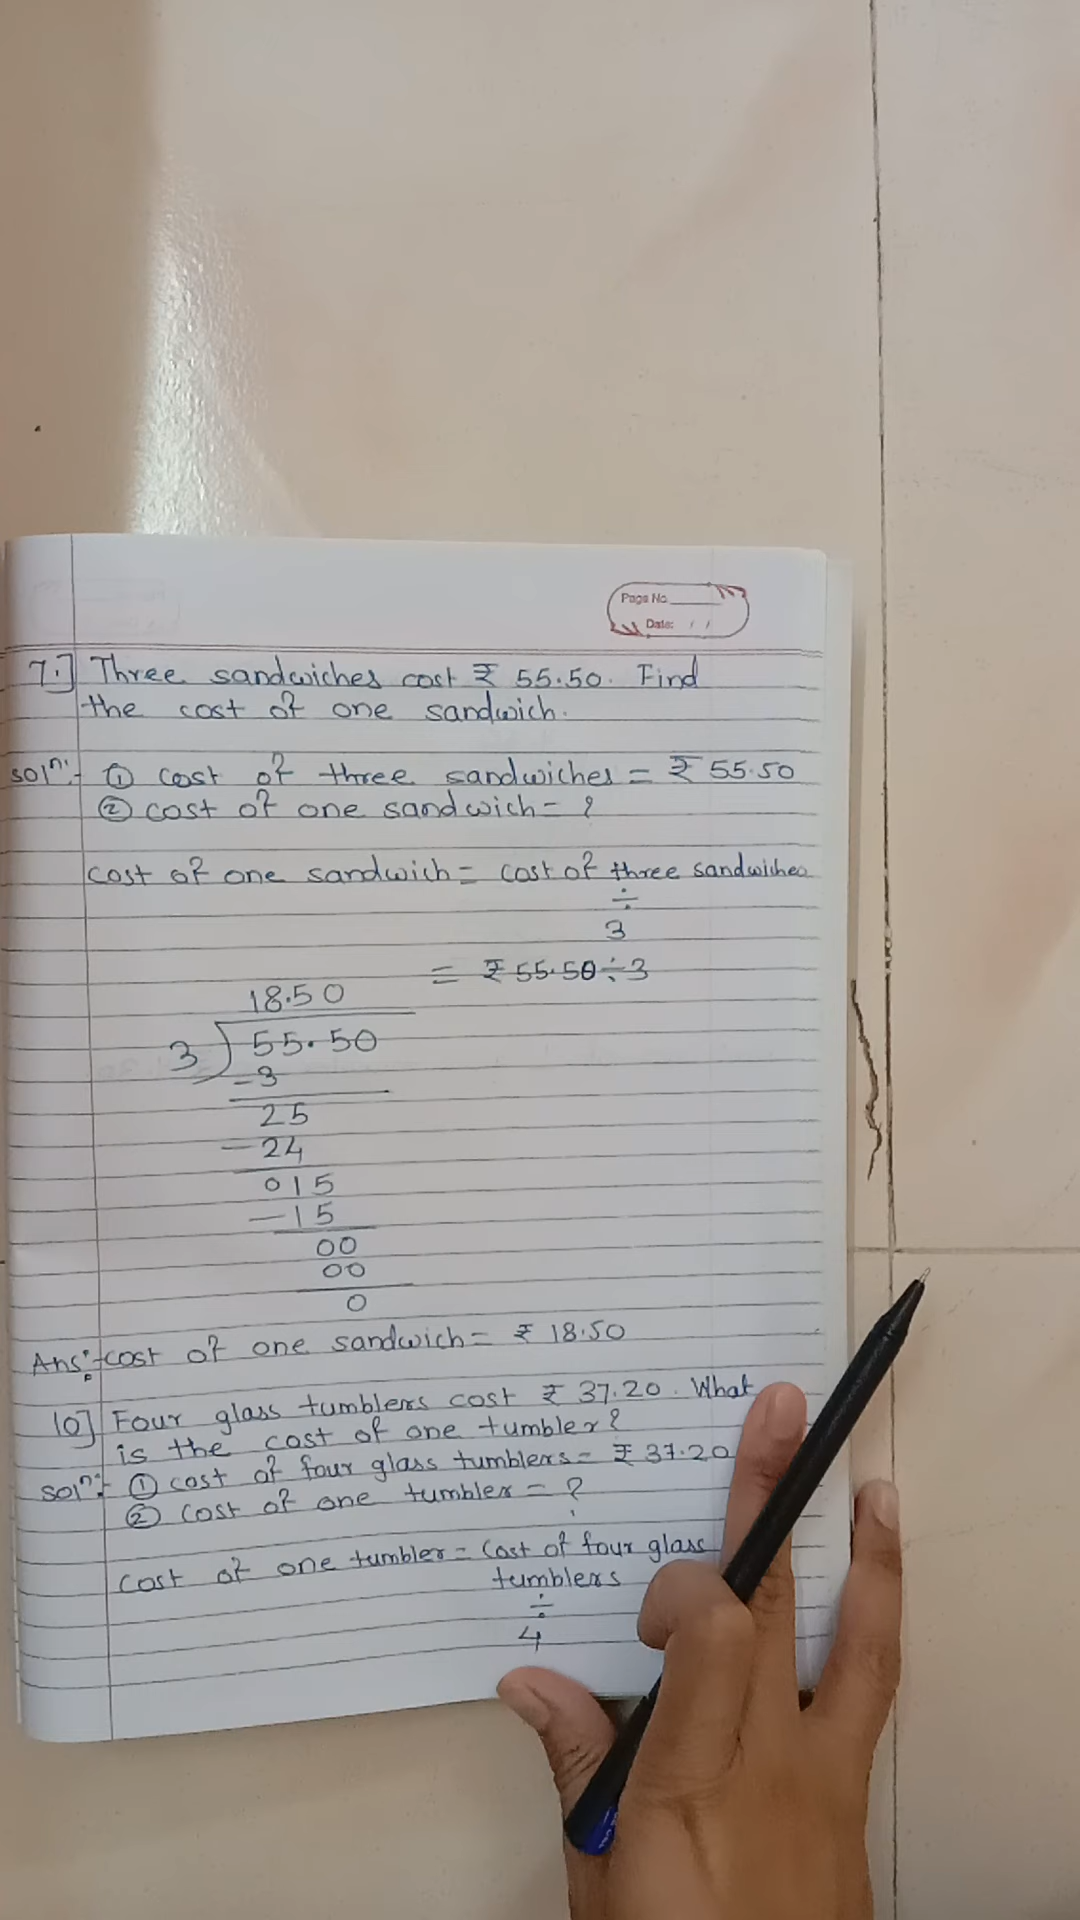 Page No.
Date: / /
7.] Three sandwiches cost ₹ 55.50. Find
the cost of one sandwich.
Solⁿ:- ① cost of three sandwiches = ₹ 55.50
② cost of one sandwich = ?
cost of one sandwich = cost of three sandwiches
÷
3
= ₹ 55.50 ÷ 3
18.50
3 ) 55.50
-3
25
-24
015
-15
00
00
0
Ans:- cost of one sandwich = ₹ 18.50
10] Four glass tumblers cost ₹ 37.20. What
is the cost of one tumbler?
Solⁿ:- ① cost of four glass tumblers = ₹ 37.20
② cost of one tumbler = ?
cost of one tumbler = cost of four glass
tumblers
÷
4